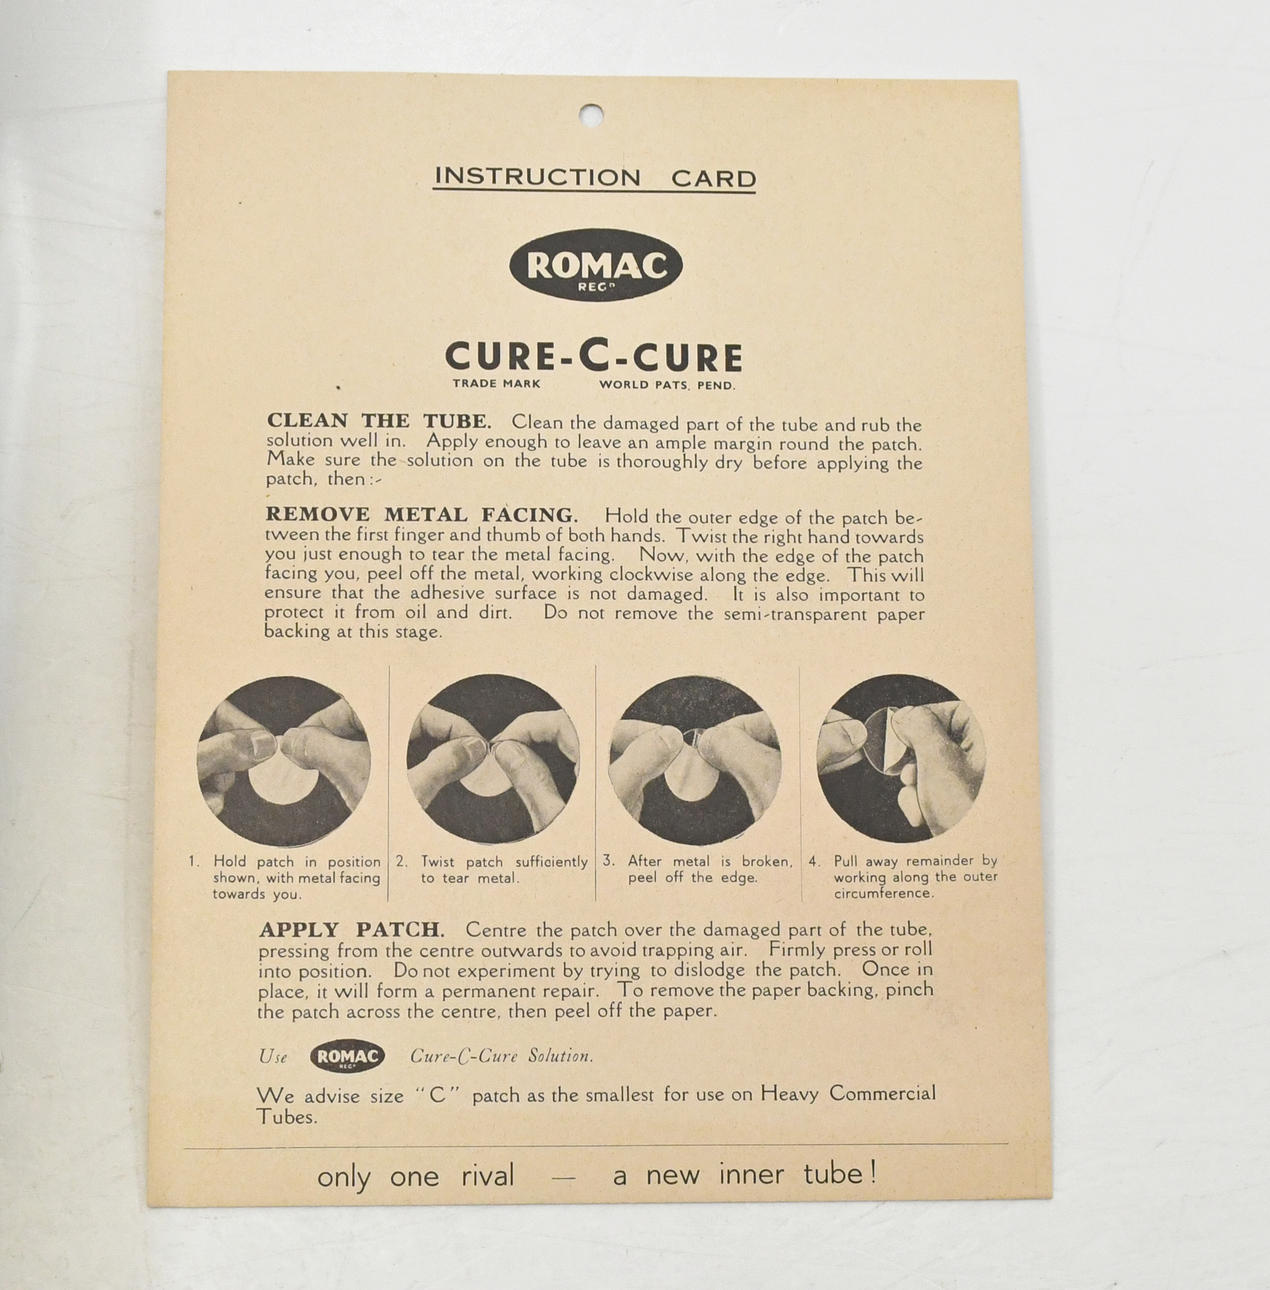 INSTRUCTION CARD
ROMAC
REGD
CURE-C-CURE
TRADE MARK WORLD PATS. PEND.
CLEAN THE TUBE. Clean the damaged part of the tube and rub the
solution well in. Apply enough to leave an ample margin round the patch.
Make sure the solution on the tube is thoroughly dry before applying the
patch, then :-
REMOVE METAL FACING. Hold the outer edge of the patch be-
tween the first finger and thumb of both hands. Twist the right hand towards
you just enough to tear the metal facing. Now, with the edge of the patch
facing you, peel off the metal, working clockwise along the edge. This will
ensure that the adhesive surface is not damaged. It is also important to
protect it from oil and dirt. Do not remove the semi-transparent paper
backing at this stage.
1. Hold patch in position
shown, with metal facing
towards you.
2. Twist patch sufficiently
to tear metal.
3. After metal is broken,
peel off the edge.
4. Pull away remainder by
working along the outer
circumference.
APPLY PATCH. Centre the patch over the damaged part of the tube,
pressing from the centre outwards to avoid trapping air. Firmly press or roll
into position. Do not experiment by trying to dislodge the patch. Once in
place, it will form a permanent repair. To remove the paper backing, pinch
the patch across the centre, then peel off the paper.
Use ROMAC REGD Cure-C-Cure Solution.
We advise size "C" patch as the smallest for use on Heavy Commercial
Tubes.
only one rival — a new inner tube!